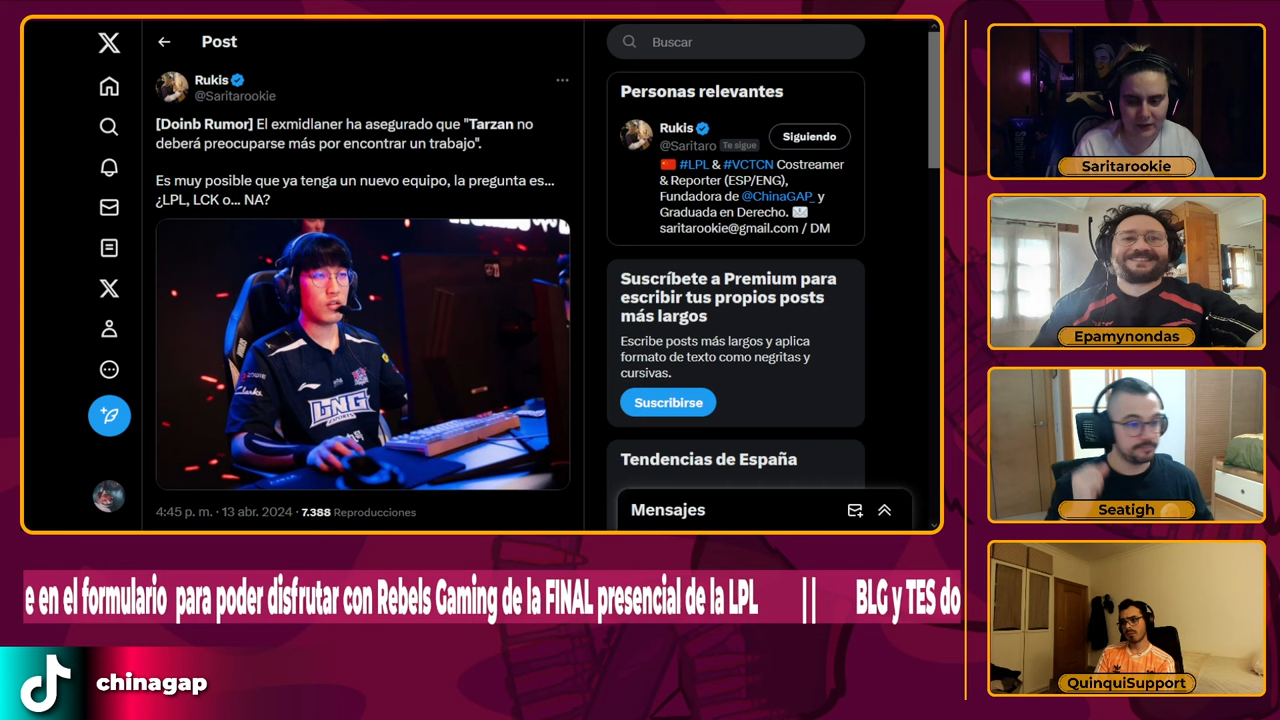 Post
Rukis
@Saritarookie
[Doinb Rumor] El exmidlaner ha asegurado que "Tarzan no
deberá preocuparse más por encontrar un trabajo".
Es muy posible que ya tenga un nuevo equipo, la pregunta es...
¿LPL, LCK o... NA?
LNG
ESPORTS
4:45 p. m. · 13 abr. 2024 · 7.388 Reproducciones
Buscar
Personas relevantes
Rukis
Siguiendo
@Saritaro Te sigue
#LPL & #VCTCN Costreamer
& Reporter (ESP/ENG),
Fundadora de @ChinaGAP_ y
Graduada en Derecho.
saritarookie@gmail.com / DM
Suscríbete a Premium para
escribir tus propios posts
más largos
Escribe posts más largos y aplica
formato de texto como negritas y
cursivas.
Suscribirse
Tendencias de España
Mensajes
Saritarookie
Epamynondas
Seatigh
QuinquiSupport
e en el formulario para poder disfrutar con Rebels Gaming de la FINAL presencial de la LPL || BLG y TES do
chinagap